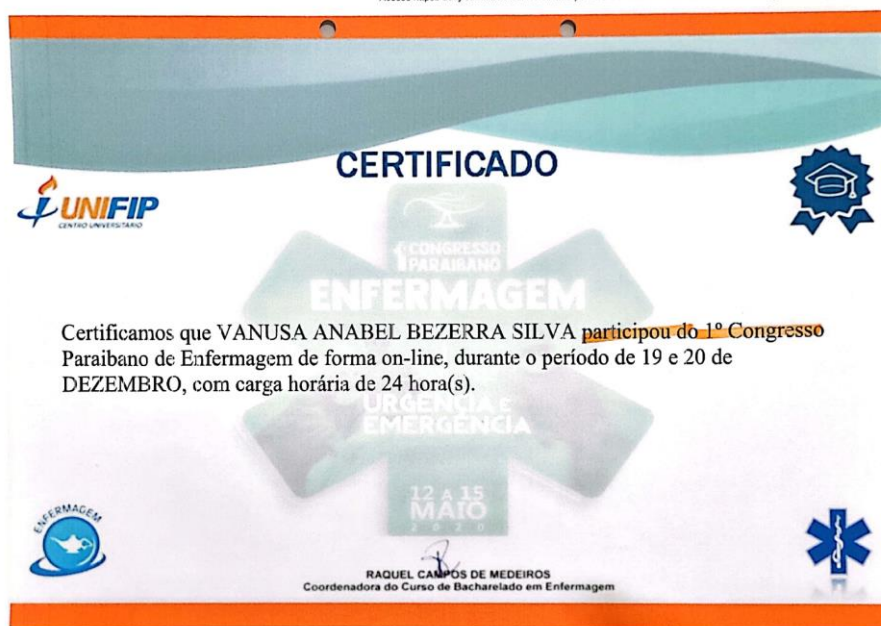 CERTIFICADO
UNIFIP
CENTRO UNIVERSITÁRIO
1º CONGRESSO
PARAIBANO
ENFERMAGEM
Certificamos que VANUSA ANABEL BEZERRA SILVA participou do 1º Congresso
Paraibano de Enfermagem de forma on-line, durante o período de 19 e 20 de
DEZEMBRO, com carga horária de 24 hora(s).
URGÊNCIA E
EMERGÊNCIA
12 A 15
MAIO
2020
ENFERMAGEM
RAQUEL CAMPOS DE MEDEIROS
Coordenadora do Curso de Bacharelado em Enfermagem